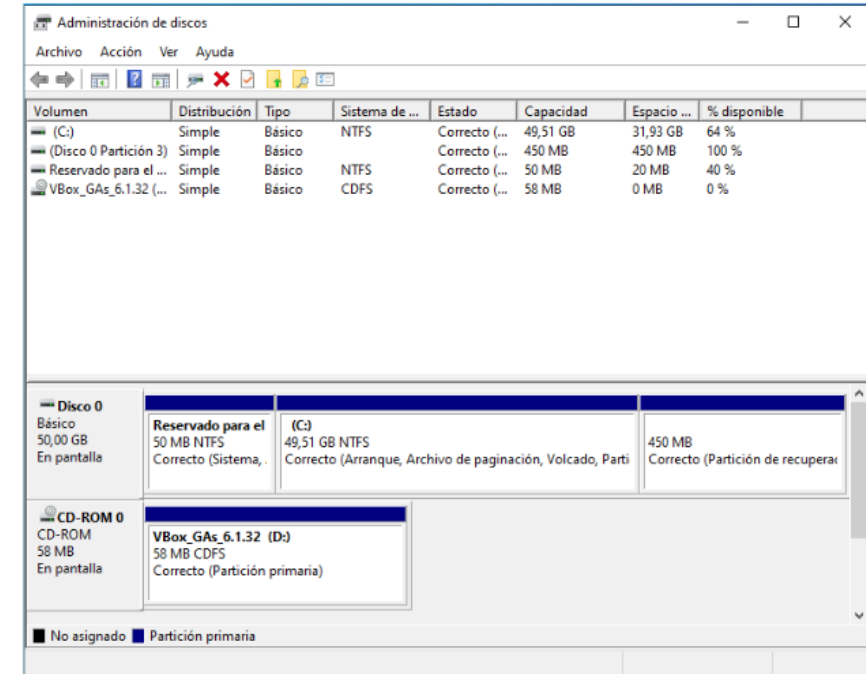 Administración de discos
Archivo Acción Ver Ayuda
Volumen Distribución Tipo Sistema de ... Estado Capacidad Espacio ... % disponible
(C:) Simple Básico NTFS Correcto (... 49,51 GB 31,93 GB 64 %
(Disco 0 Partición 3) Simple Básico Correcto (... 450 MB 450 MB 100 %
Reservado para el ... Simple Básico NTFS Correcto (... 50 MB 20 MB 40 %
VBox_GAs_6.1.32 (... Simple Básico CDFS Correcto (... 58 MB 0 MB 0 %
Disco 0
Básico
50,00 GB
En pantalla
Reservado para el
50 MB NTFS
Correcto (Sistema, .
(C:)
49,51 GB NTFS
Correcto (Arranque, Archivo de paginación, Volcado, Parti
450 MB
Correcto (Partición de recuperac
CD-ROM 0
CD-ROM
58 MB
En pantalla
VBox_GAs_6.1.32 (D:)
58 MB CDFS
Correcto (Partición primaria)
No asignado Partición primaria